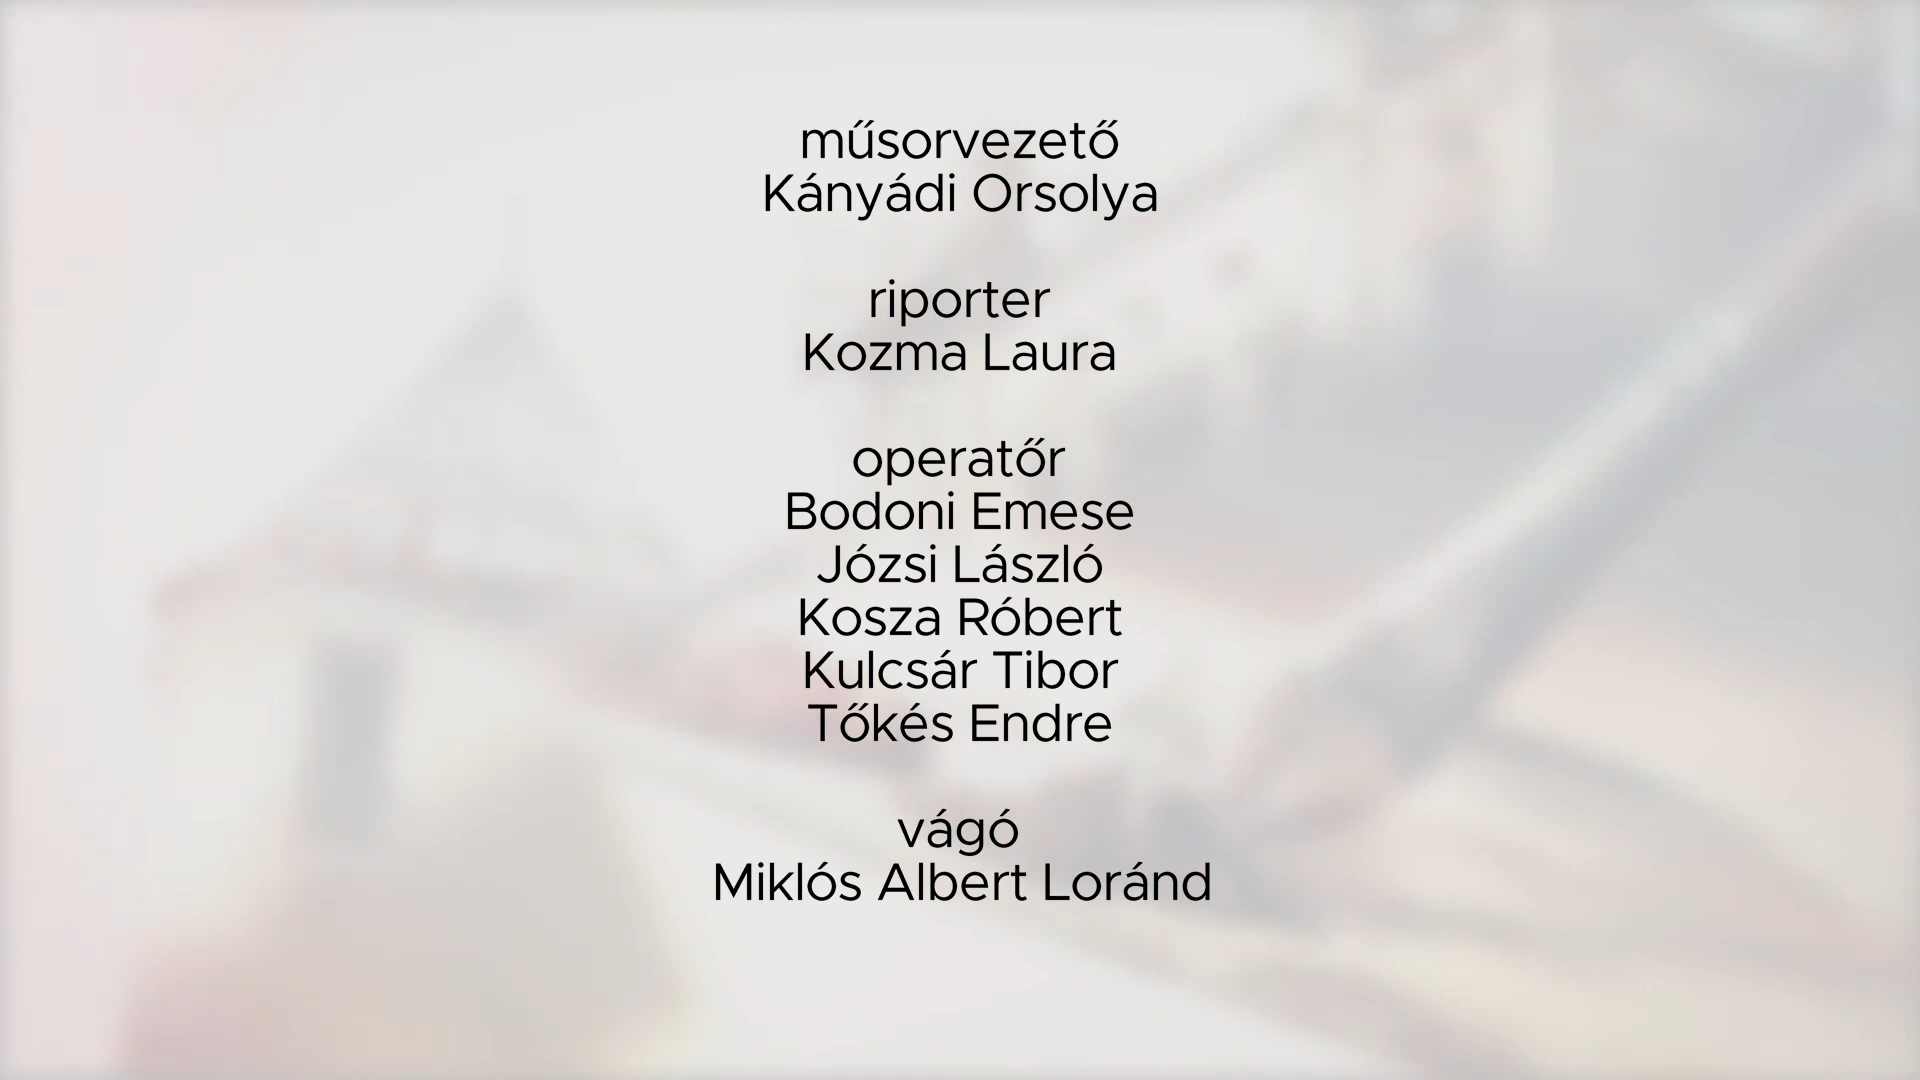 műsorvezető
Kányádi Orsolya
riporter
Kozma Laura
operatőr
Bodoni Emese
Józsi László
Kosza Róbert
Kulcsár Tibor
Tőkés Endre
vágó
Miklós Albert Loránd